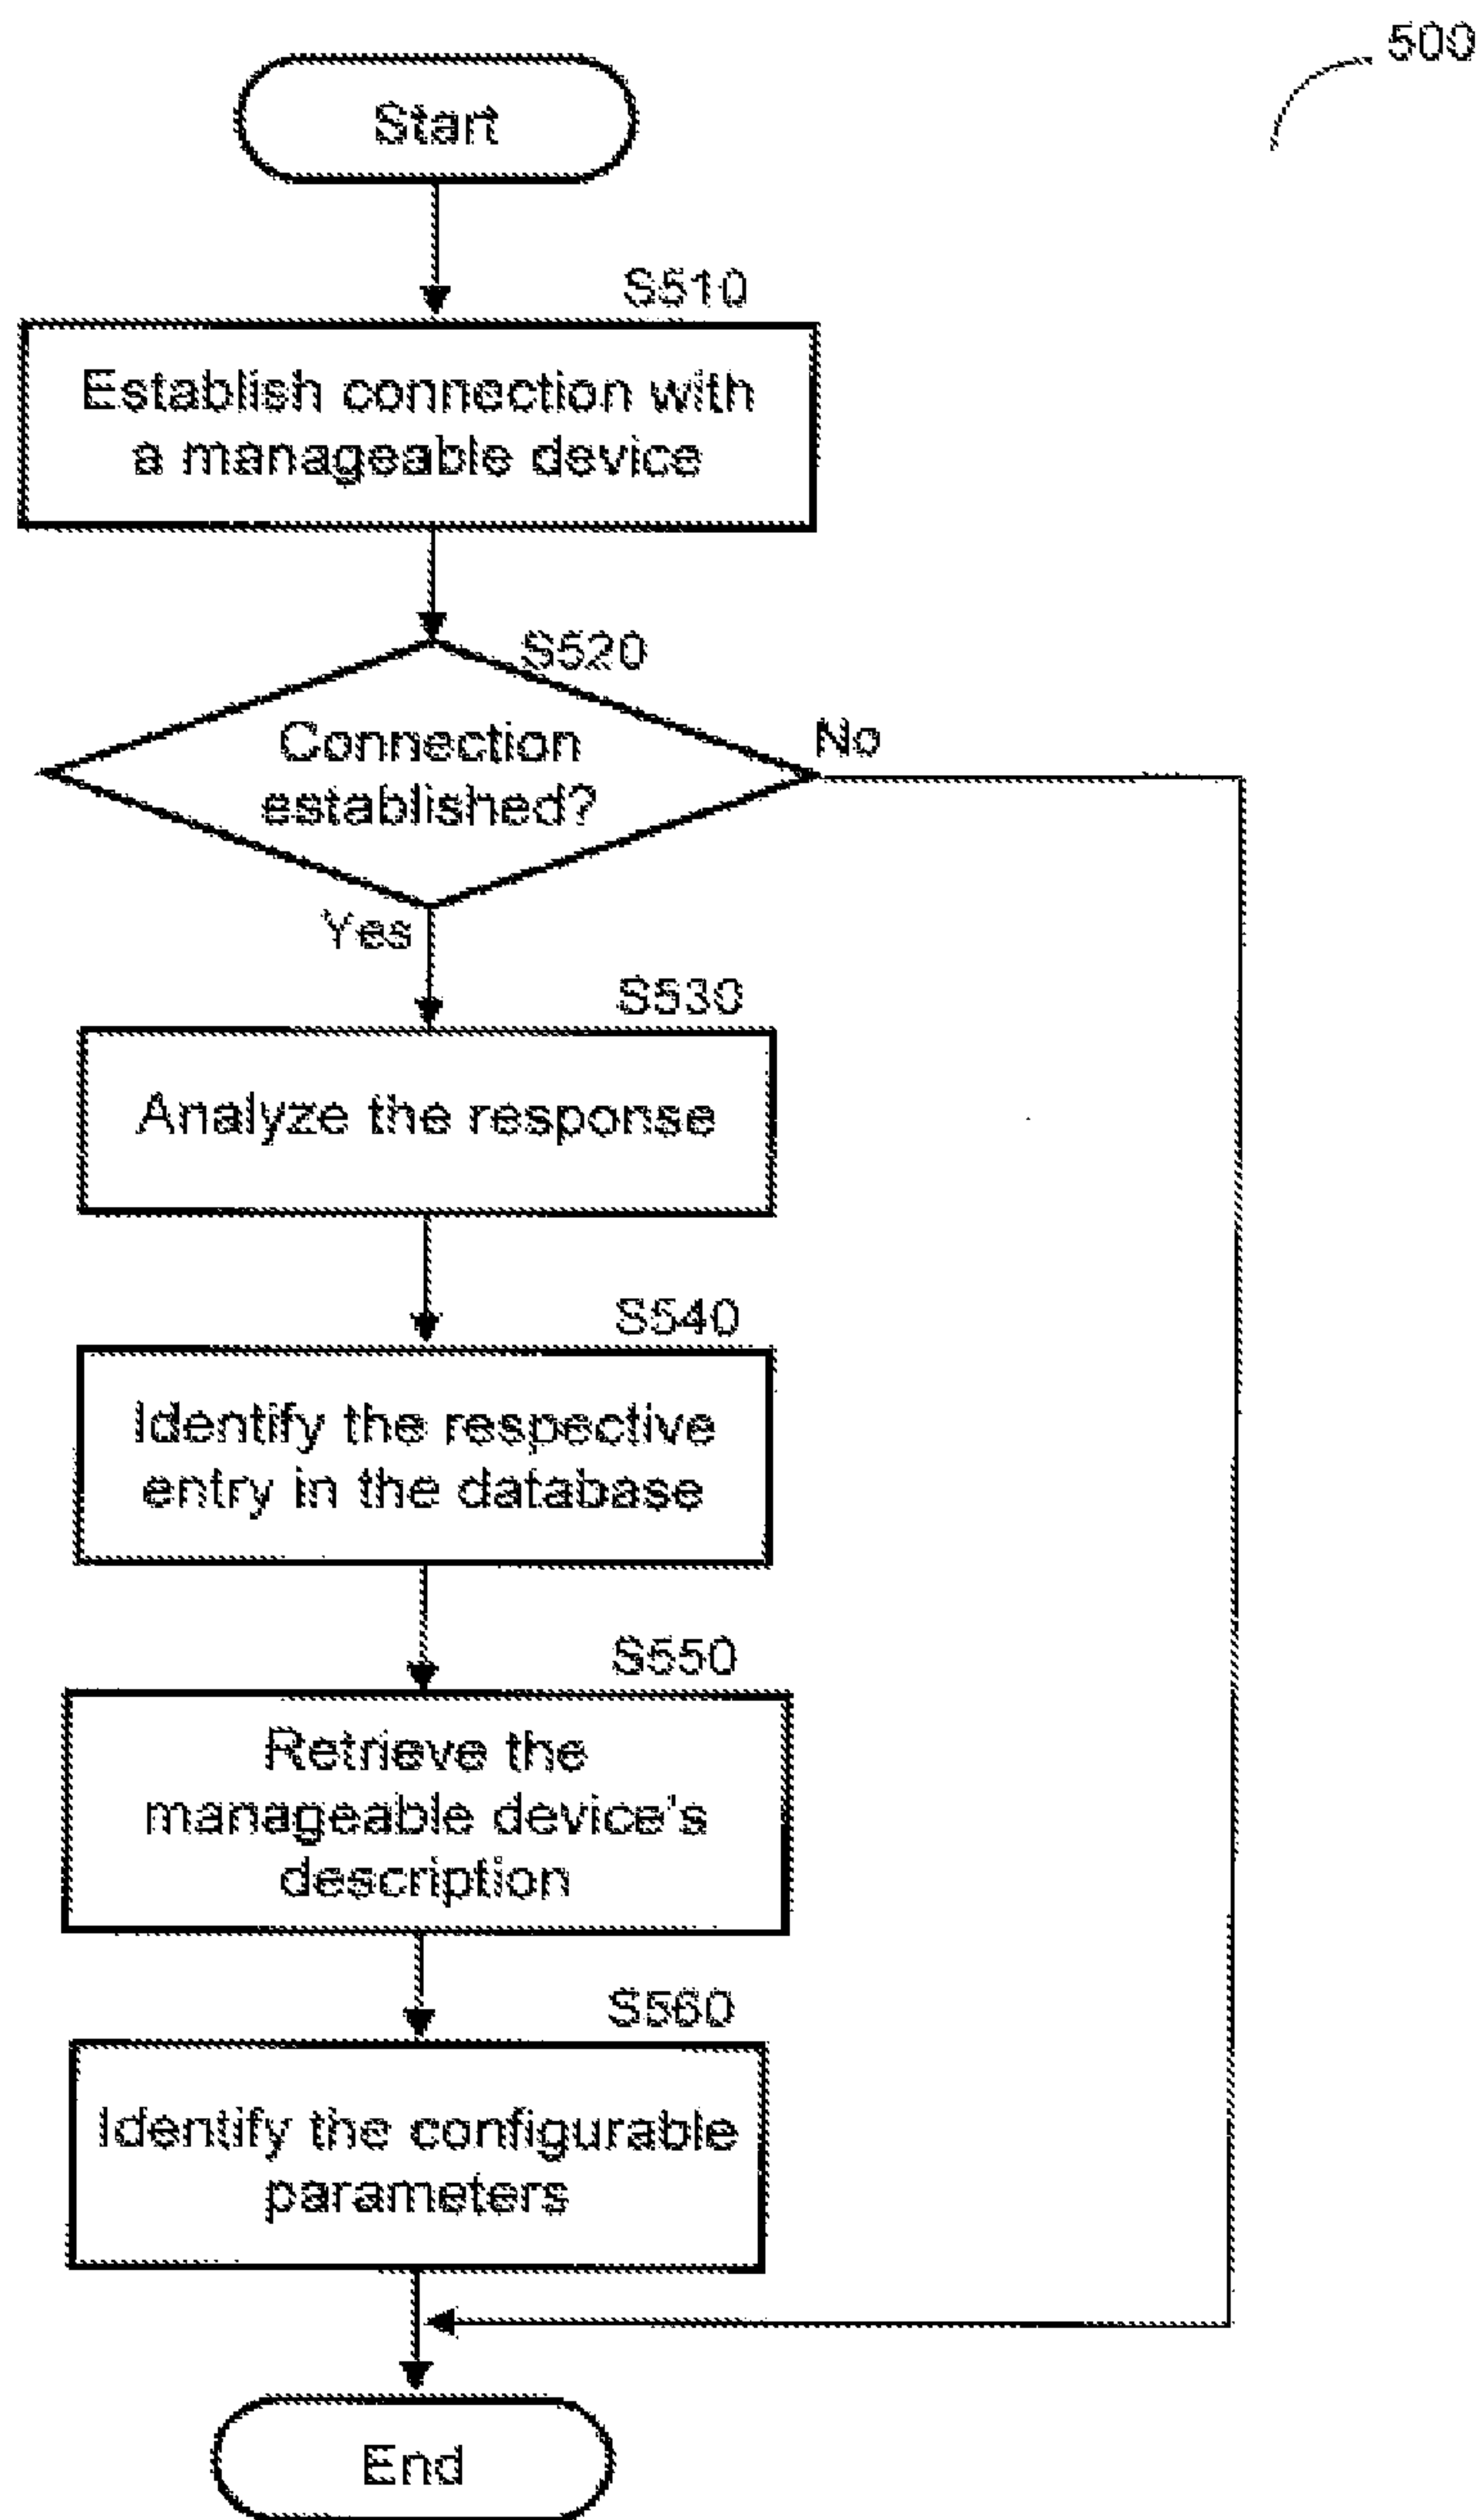 500
Start
S510
Establish connection with
a manageable device
S520
Connection
established?
No
Yes
S530
Analyze the response
S540
Identify the respective
entry in the database
S550
Retrieve the
manageable device's
description
S560
Identify the configurable
parameters
End